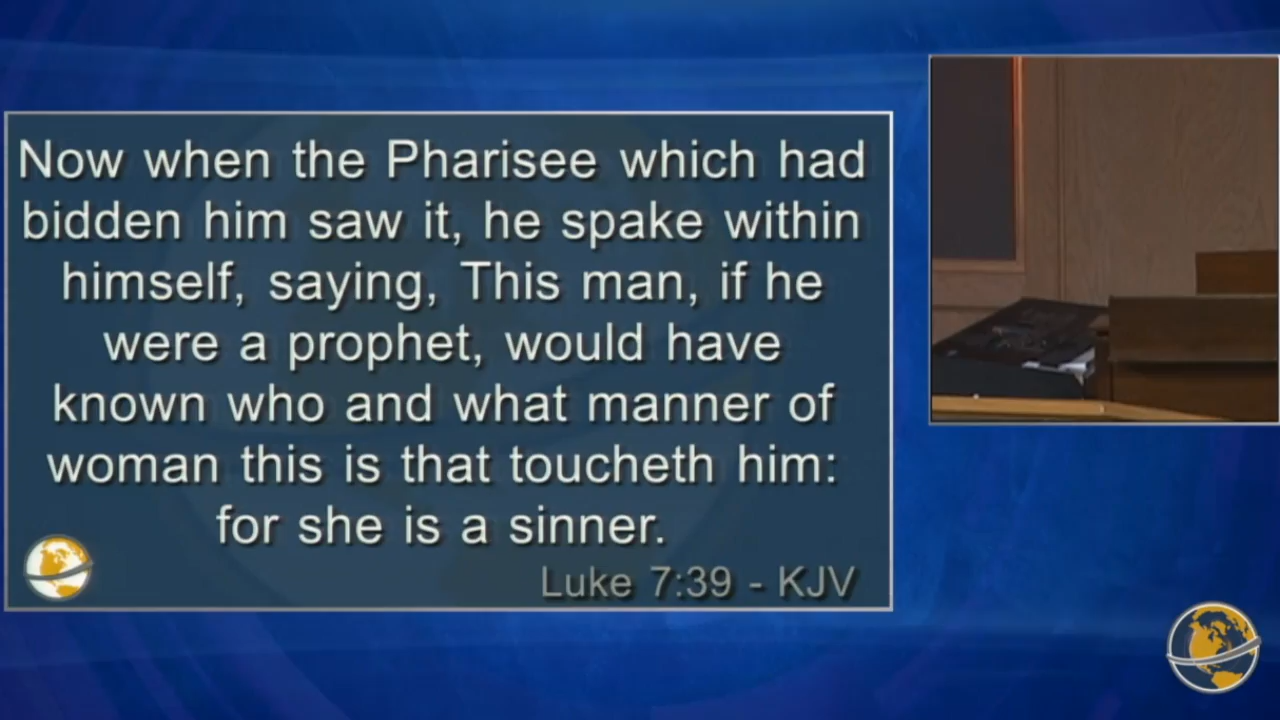 Now when the Pharisee which had
bidden him saw it, he spake within
himself, saying, This man, if he
were a prophet, would have
known who and what manner of
woman this is that toucheth him:
for she is a sinner.
Luke 7:39 - KJV